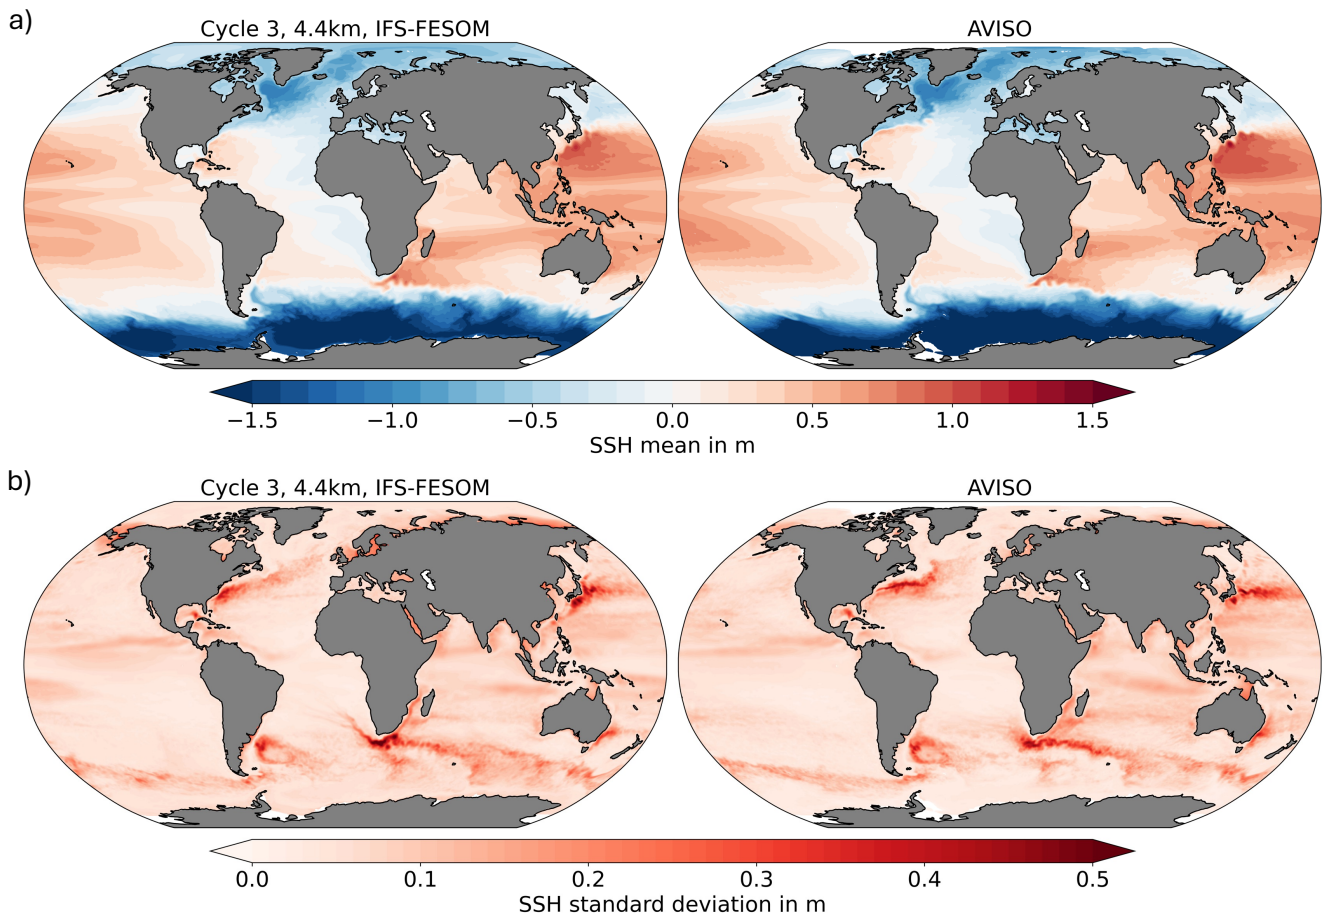 a)
Cycle 3, 4.4km, IFS-FESOM
AVISO
−1.5 −1.0 −0.5 0.0 0.5 1.0 1.5
SSH mean in m
b)
Cycle 3, 4.4km, IFS-FESOM
AVISO
0.0 0.1 0.2 0.3 0.4 0.5
SSH standard deviation in m